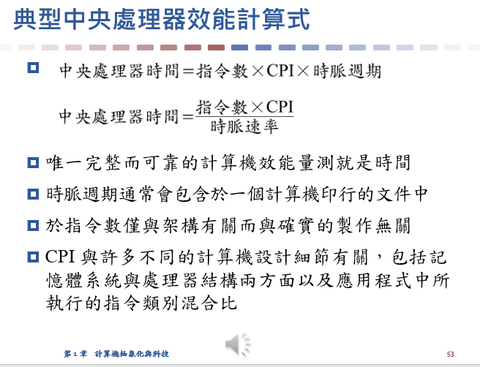 典型中央處理器效能計算式
中央處理器時間＝指令數×CPI×時脈週期
中央處理器時間＝指令數×CPI
時脈速率
唯一完整而可靠的計算機效能量測就是時間
時脈週期通常會包含於一個計算機印行的文件中
於指令數僅與架構有關而與確實的製作無關
CPI 與許多不同的計算機設計細節有關，包括記
憶體系統與處理器結構兩方面以及應用程式中所
執行的指令類別混合比
第 1 章 計算機抽象化與科技
53